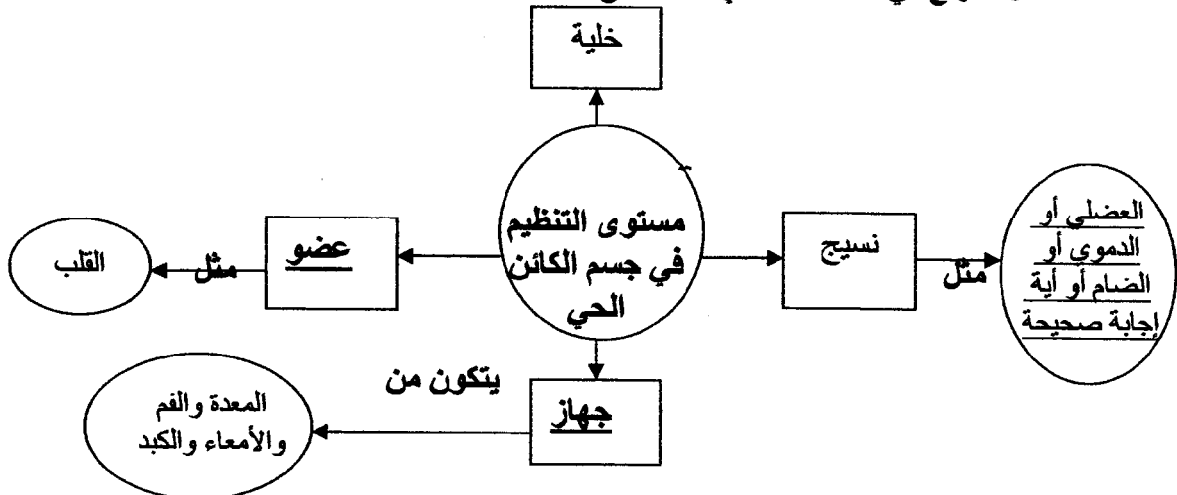 خلية
مستوى التنظيم
في جسم الكائن
الحي
نسيج
مثل
العضلي أو
الدموي أو
الضام أو أية
إجابة صحيحة
عضو
مثل
القلب
جهاز
يتكون من
المعدة والفم
والأمعاء والكبد